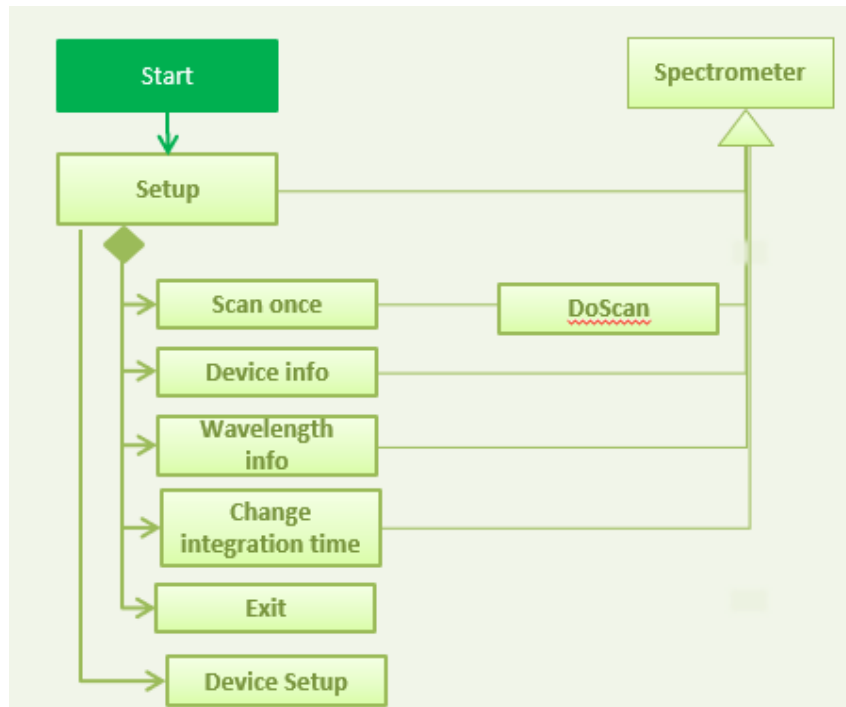 Start
Spectrometer
Setup
Scan once
DoScan
Device info
Wavelength
info
Change
integration time
Exit
Device Setup